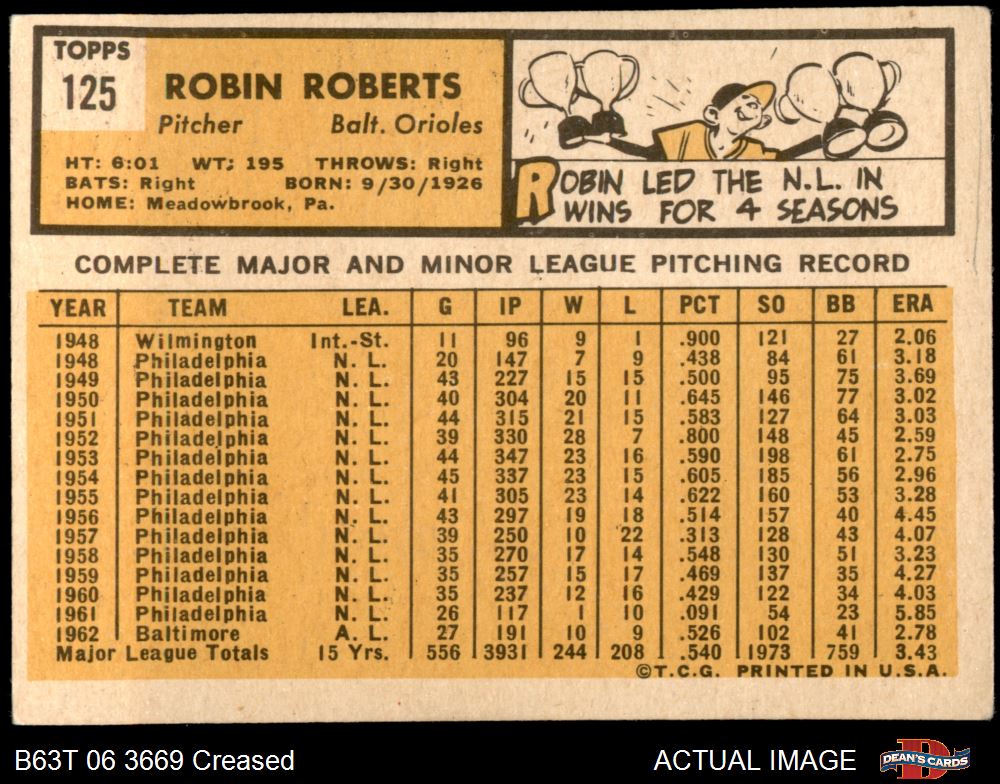 TOPPS
125
ROBIN ROBERTS
Pitcher Balt. Orioles
HT: 6:01 WT: 195 THROWS: Right
BATS: Right BORN: 9/30/1926
HOME: Meadowbrook, Pa.
ROBIN LED THE N.L. IN
WINS FOR 4 SEASONS
COMPLETE MAJOR AND MINOR LEAGUE PITCHING RECORD
YEAR TEAM LEA. G IP W L PCT SO BB ERA
1948 Wilmington Int.-St. 11 96 9 1 .900 121 27 2.06
1948 Philadelphia N. L. 20 147 7 9 .438 84 61 3.18
1949 Philadelphia N. L. 43 227 15 15 .500 95 75 3.69
1950 Philadelphia N. L. 40 304 20 11 .645 146 77 3.02
1951 Philadelphia N. L. 44 315 21 15 .583 127 64 3.03
1952 Philadelphia N. L. 39 330 28 7 .800 148 45 2.59
1953 Philadelphia N. L. 44 347 23 16 .590 198 61 2.75
1954 Philadelphia N. L. 45 337 23 15 .605 185 56 2.96
1955 Philadelphia N. L. 41 305 23 14 .622 160 53 3.28
1956 Philadelphia N. L. 43 297 19 18 .514 157 40 4.45
1957 Philadelphia N. L. 39 250 10 22 .313 128 43 4.07
1958 Philadelphia N. L. 35 270 17 14 .548 130 51 3.23
1959 Philadelphia N. L. 35 257 15 17 .469 137 35 4.27
1960 Philadelphia N. L. 35 237 12 16 .429 122 34 4.03
1961 Philadelphia N. L. 26 117 1 10 .091 54 23 5.85
1962 Baltimore A. L. 27 191 10 9 .526 102 41 2.78
Major League Totals 15 Yrs. 556 3931 244 208 .540 1973 759 3.43
©T.C.G. PRINTED IN U.S.A.
B63T 06 3669 Creased ACTUAL IMAGE
DEAN'S CARDS